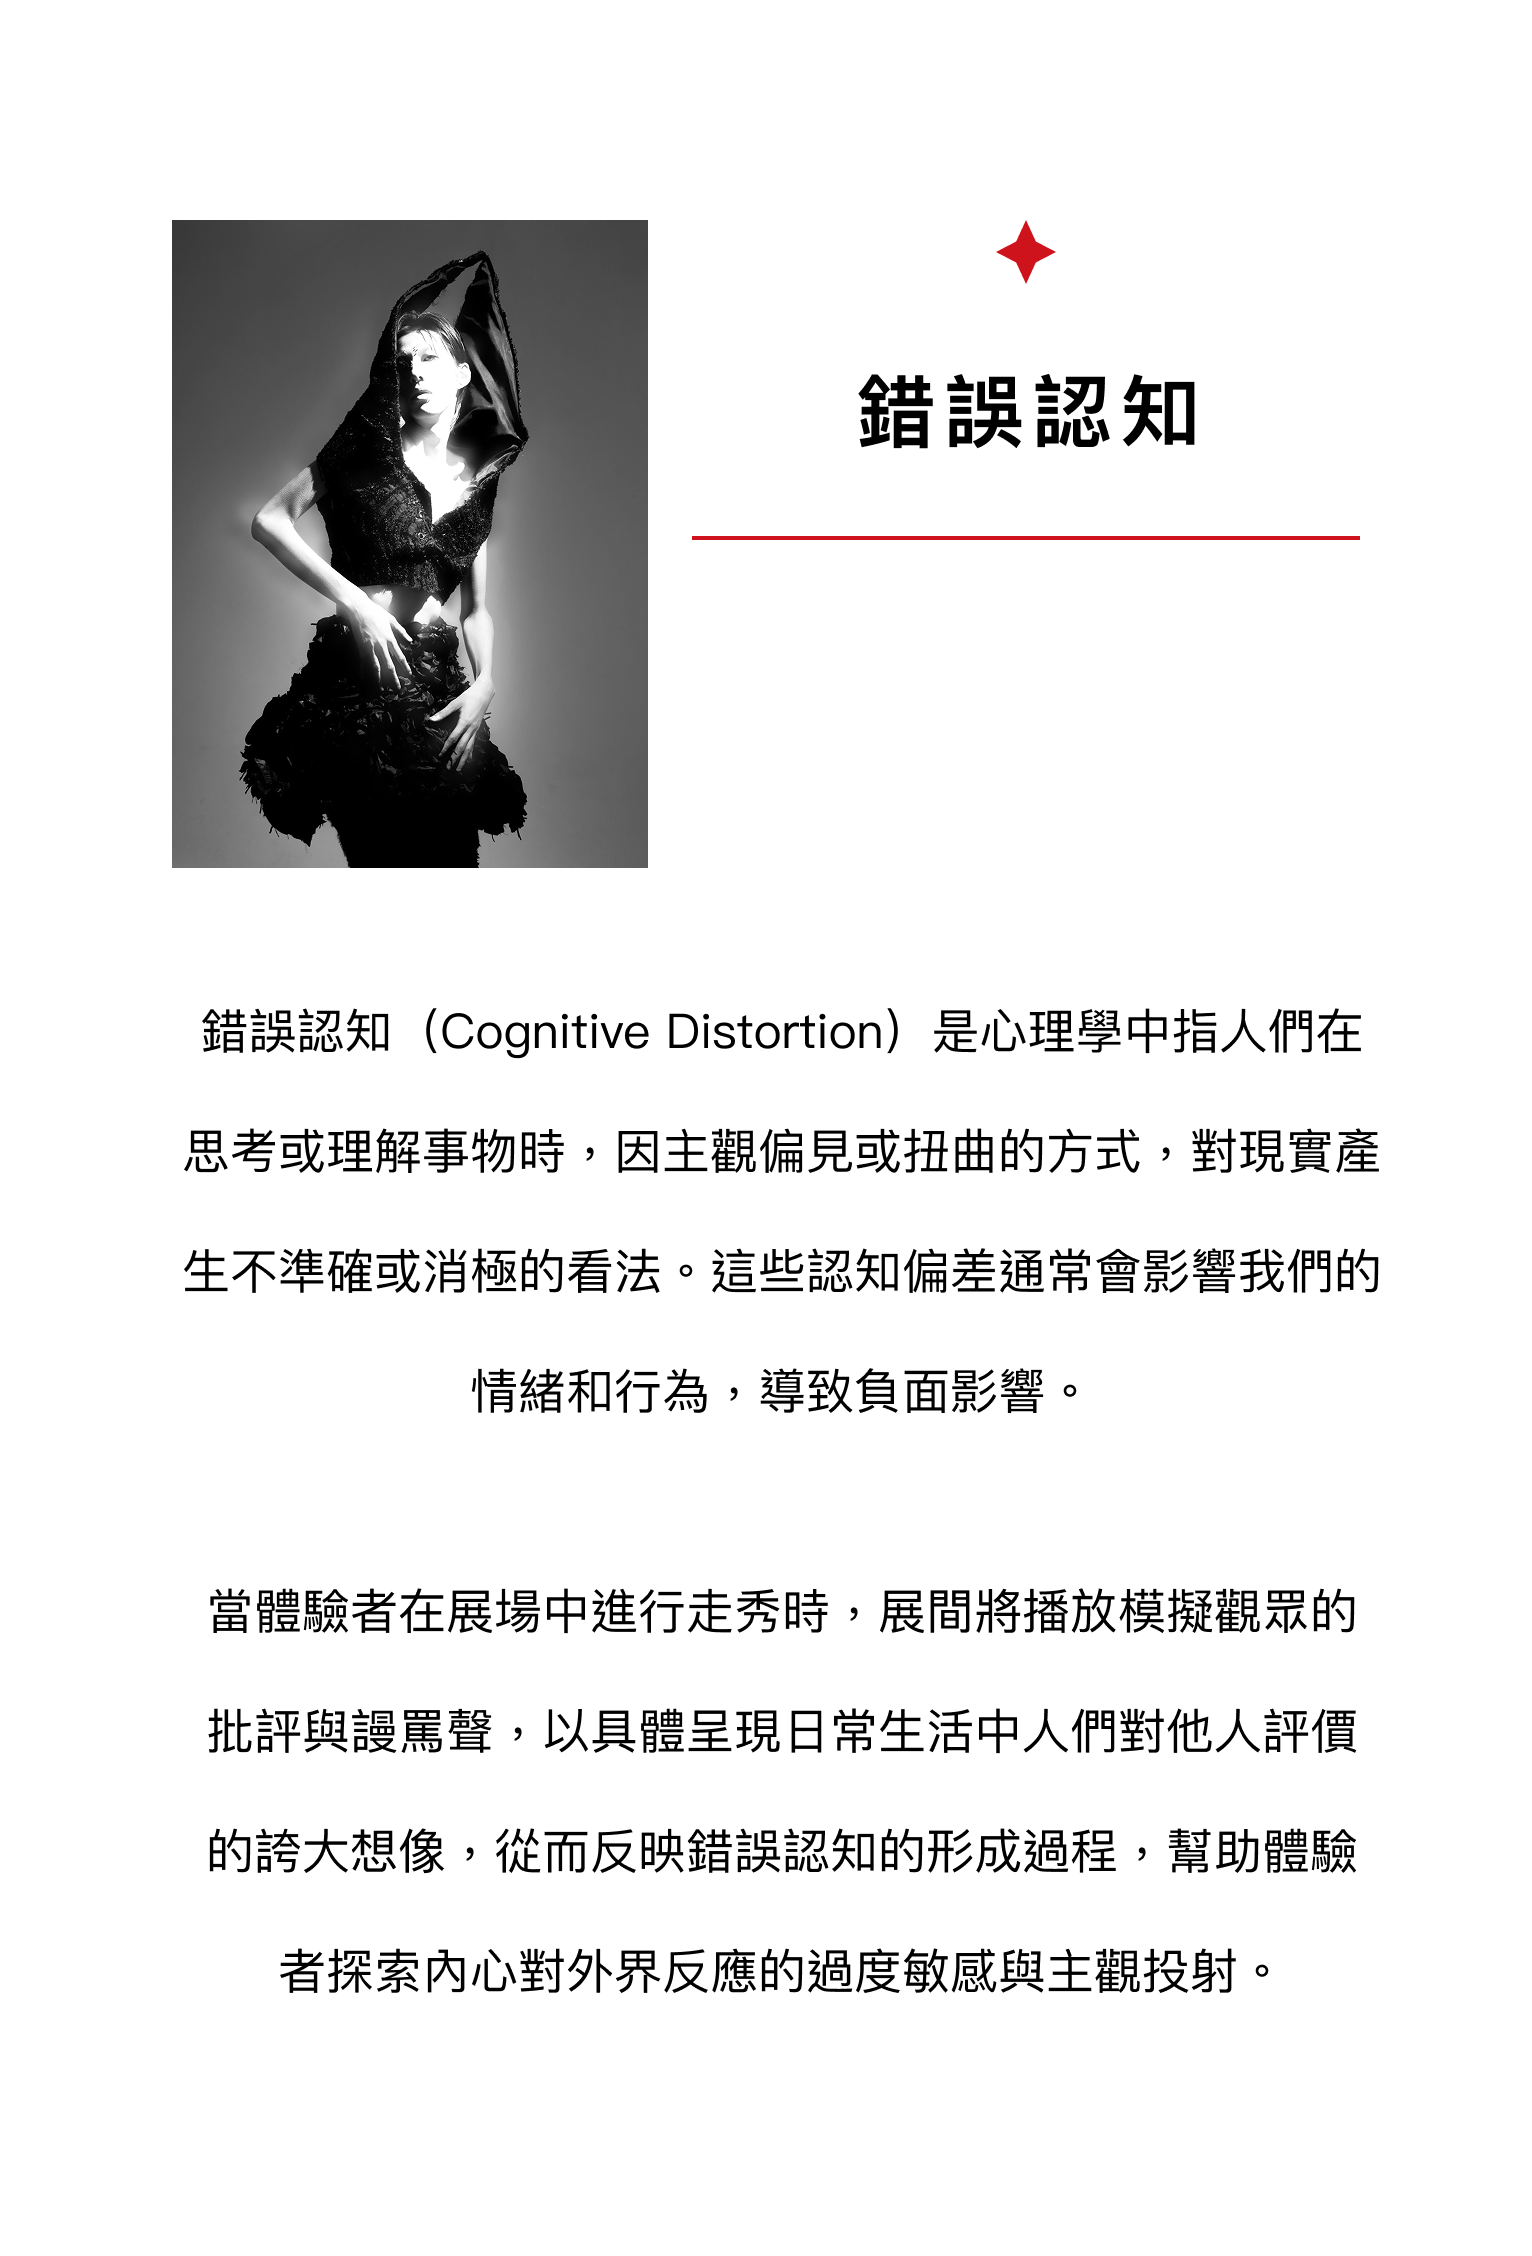 錯誤認知
錯誤認知（Cognitive Distortion）是心理學中指人們在
思考或理解事物時，因主觀偏見或扭曲的方式，對現實產
生不準確或消極的看法。這些認知偏差通常會影響我們的
情緒和行為，導致負面影響。
當體驗者在展場中進行走秀時，展間將播放模擬觀眾的
批評與謾罵聲，以具體呈現日常生活中人們對他人評價
的誇大想像，從而反映錯誤認知的形成過程，幫助體驗
者探索內心對外界反應的過度敏感與主觀投射。